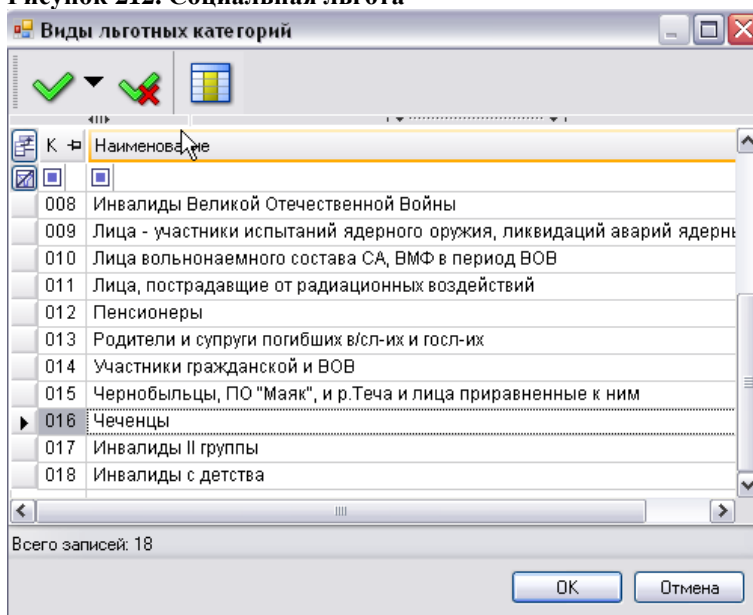 Рисунок 212. Социальная льгота
Виды льготных категорий
К Наименование
008 Инвалиды Великой Отечественной Войны
009 Лица - участники испытаний ядерного оружия, ликвидаций аварий ядерны
010 Лица вольнонаемного состава СА, ВМФ в период ВОВ
011 Лица, пострадавщие от радиационных воздействий
012 Пенсионеры
013 Родители и супруги погибших в/сл-их и госл-их
014 Участники гражданской и ВОВ
015 Чернобыльцы, ПО "Маяк", и р.Теча и лица приравненные к ним
016 Чеченцы
017 Инвалиды II группы
018 Инвалиды с детства
Всего записей: 18
OK Отмена